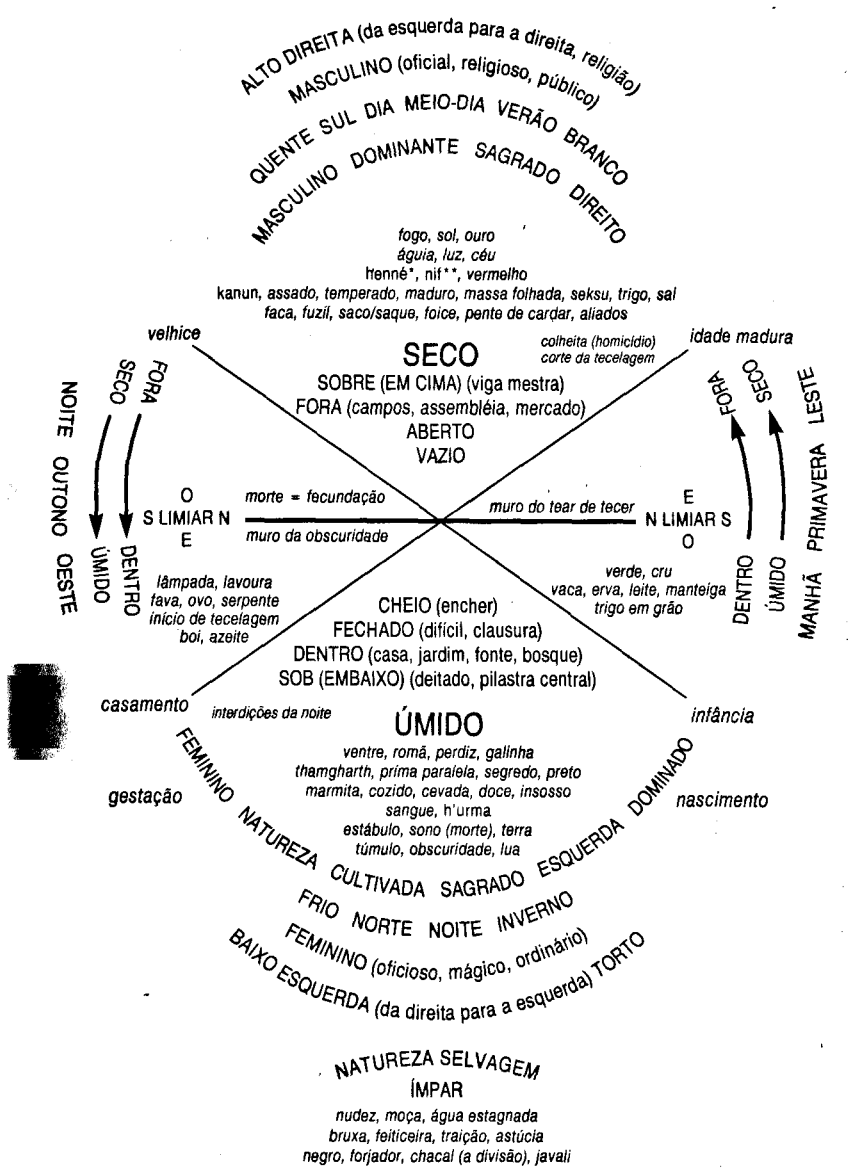 ALTO DIREITA (da esquerda para a direita, religião)
MASCULINO (oficial, religioso, público)
QUENTE SUL DIA MEIO-DIA VERÃO BRANCO
MASCULINO DOMINANTE SAGRADO DIREITO
fogo, sol, ouro
águia, luz, céu
henné*, nif**, vermelho
kanun, assado, temperado, maduro, massa folhada, seksu, trigo, sal
faca, fuzil, saco/saque, foice, pente de cardar, aliados
velhice
colheita (homicídio)
corte da tecelagem
idade madura
SECO
SOBRE (EM CIMA) (viga mestra)
FORA (campos, assembléia, mercado)
ABERTO
VAZIO
NOITE OUTONO OESTE
SECO
ÚMIDO
FORA
DENTRO
O
S LIMIAR N
E
morte = fecundação
muro da obscuridade
muro do tear de tecer
E
N LIMIAR S
O
FORA
DENTRO
SECO
ÚMIDO
MANHÃ PRIMAVERA LESTE
lâmpada, lavoura
fava, ovo, serpente
início de tecelagem
boi, azeite
verde, cru
vaca, erva, leite, manteiga
trigo em grão
CHEIO (encher)
FECHADO (difícil, clausura)
DENTRO (casa, jardim, fonte, bosque)
SOB (EMBAIXO) (deitado, pilastra central)
casamento
interdições da noite
infância
ÚMIDO
gestação
nascimento
ventre, romã, perdiz, galinha
thamgharth, prima paralela, segredo, preto
marmita, cozido, cevada, doce, insosso
sangue, h'urma
estábulo, sono (morte), terra
túmulo, obscuridade, lua
FEMININO NATUREZA CULTIVADA SAGRADO ESQUERDA DOMINADO
FRIO NORTE NOITE INVERNO
FEMININO (oficioso, mágico, ordinário)
BAIXO ESQUERDA (da direita para a esquerda) TORTO
NATUREZA SELVAGEM
ÍMPAR
nudez, moça, água estagnada
bruxa, feiticeira, traição, astúcia
negro, forjador, chacal (a divisão), javali